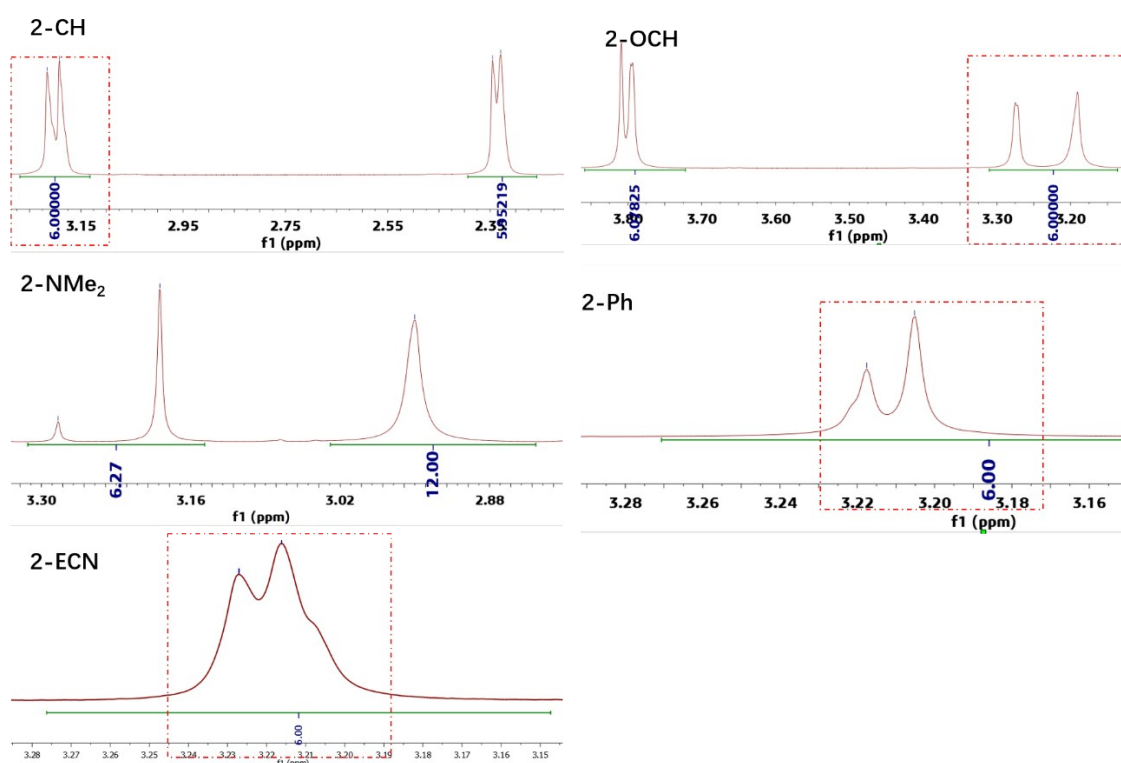 2-CH
6.00000
5.95219
3.15 2.95 2.75 2.55 2.35
f1 (ppm)
2-OCH
6.07825
6.00000
3.80 3.70 3.60 3.50 3.40 3.30 3.20
f1 (ppm)
2-NMe2
6.27
12.00
3.30 3.16 3.02 2.88
f1 (ppm)
2-Ph
6.00
3.28 3.26 3.24 3.22 3.20 3.18 3.16
f1 (ppm)
2-ECN
6.00
3.28 3.27 3.26 3.25 3.24 3.23 3.22 3.21 3.20 3.19 3.18 3.17 3.16 3.15
f1 (ppm)